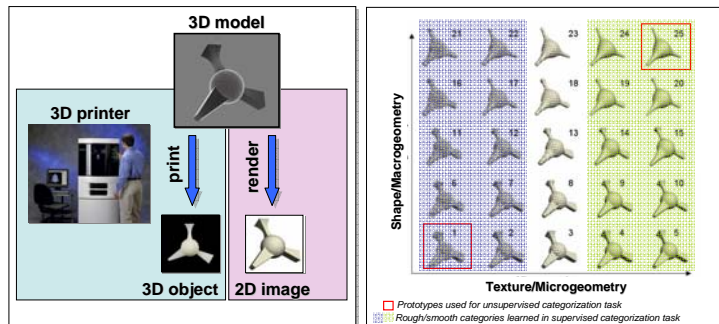 3D model
3D printer
print
render
3D object
2D image
Shape/Macrogeometry
21 22 23 24 25
16 17 18 19 20
11 12 13 14 15
6 7 8 9 10
1 2 3 4 5
Texture/Microgeometry
Prototypes used for unsupervised categorization task
Rough/smooth categories learned in supervised categorization task